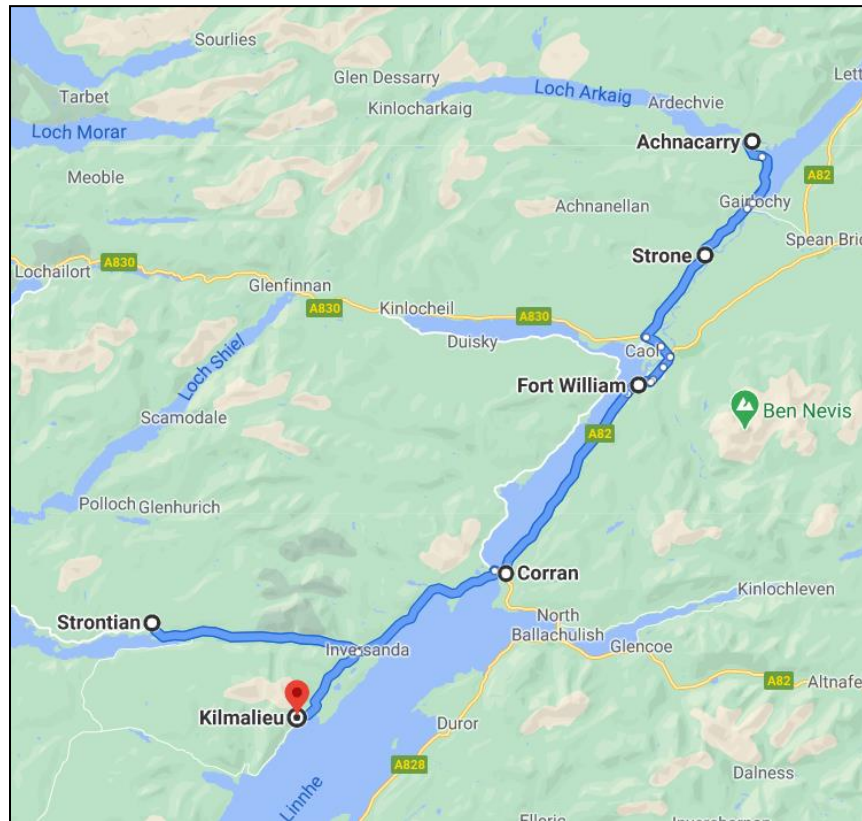 Sourlies
Glen Dessarry
Lett
Tarbet
Kinlocharkaig
Loch Arkaig
Ardechvie
Loch Morar
Achnacarry
A82
Meoble
Achnanellan
Gairlochy
Strone
Spean Brid
Lochailort
A830
Glenfinnan
A830
Kinlocheil
A830
Duisky
Caol
Loch Shiel
Fort William
Ben Nevis
Scamodale
A82
Polloch
Glenhurich
Corran
Kinlochleven
Strontian
North
Ballachulish
Inversanda
Glencoe
A82
Altnafe
Kilmalieu
Duror
A828
Linnhe
Dalness